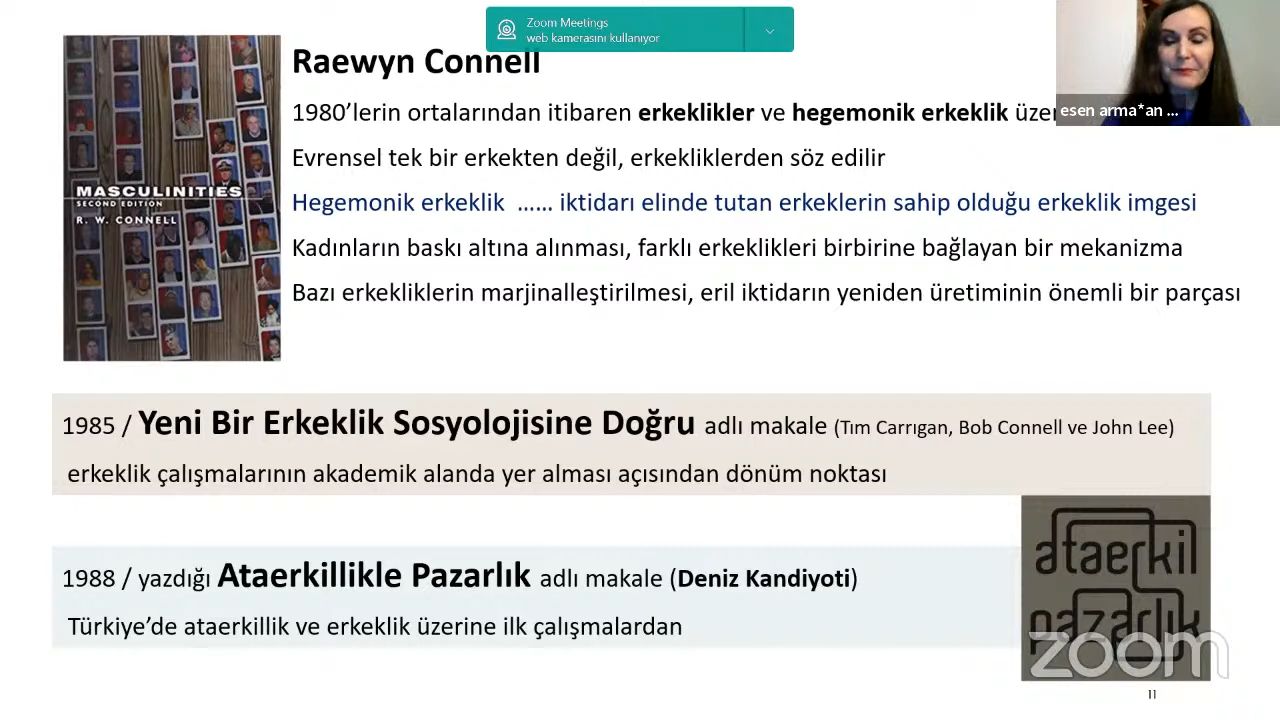 Zoom Meetings
web kamerasını kullanıyor
esen arma*an ...
MASCULINITIES
SECOND EDITION
R. W. CONNELL
Raewyn Connell
1980’lerin ortalarından itibaren erkeklikler ve hegemonik erkeklik üzer
Evrensel tek bir erkekten değil, erkekliklerden söz edilir
Hegemonik erkeklik ...... iktidarı elinde tutan erkeklerin sahip olduğu erkeklik imgesi
Kadınların baskı altına alınması, farklı erkeklikleri birbirine bağlayan bir mekanizma
Bazı erkekliklerin marjinalleştirilmesi, eril iktidarın yeniden üretiminin önemli bir parçası
1985 / Yeni Bir Erkeklik Sosyolojisine Doğru adlı makale (Tım Carrıgan, Bob Connell ve John Lee)
erkeklik çalışmalarının akademik alanda yer alması açısından dönüm noktası
1988 / yazdığı Ataerkillikle Pazarlık adlı makale (Deniz Kandiyoti)
Türkiye’de ataerkillik ve erkeklik üzerine ilk çalışmalardan
ataerkil
pazarlık
zoom
11